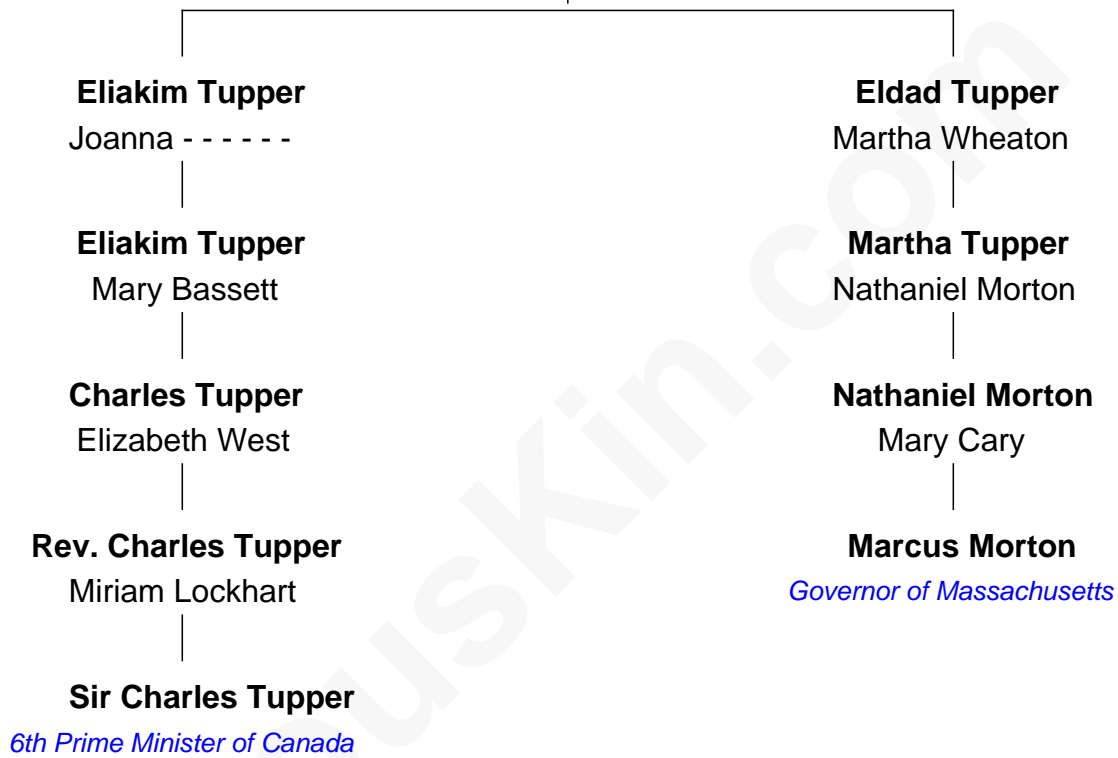 Eliakim Tupper
Joanna - - - - - -
Eldad Tupper
Martha Wheaton
Eliakim Tupper
Mary Bassett
Martha Tupper
Nathaniel Morton
Charles Tupper
Elizabeth West
Nathaniel Morton
Mary Cary
Rev. Charles Tupper
Miriam Lockhart
Marcus Morton
Governor of Massachusetts
Sir Charles Tupper
6th Prime Minister of Canada
usKin.com